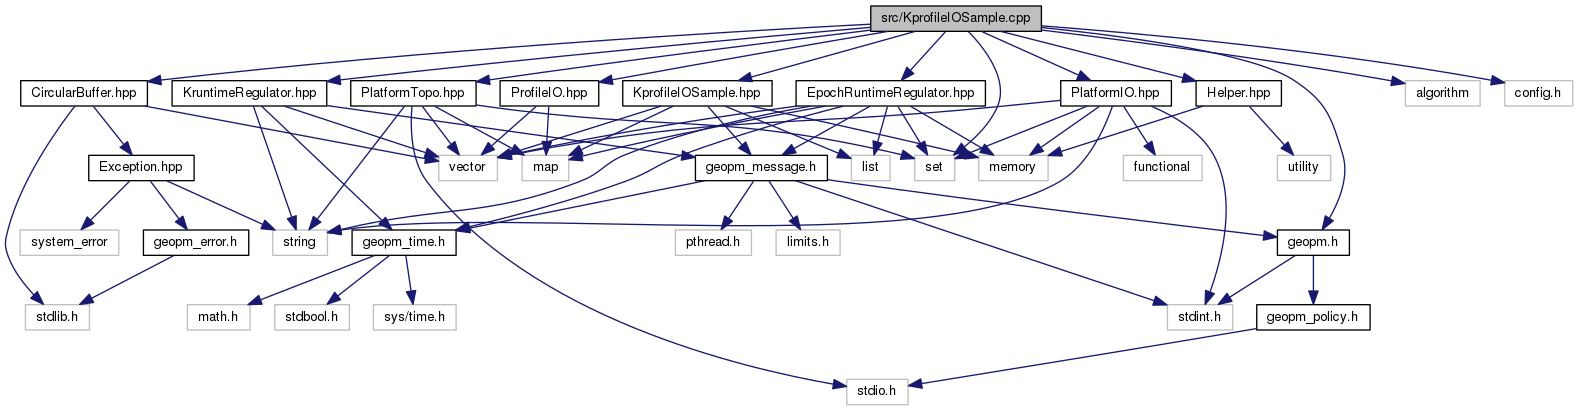 src/KprofileIOSample.cpp
CircularBuffer.hpp
KruntimeRegulator.hpp
PlatformTopo.hpp
ProfileIO.hpp
KprofileIOSample.hpp
EpochRuntimeRegulator.hpp
PlatformIO.hpp
Helper.hpp
algorithm
config.h
Exception.hpp
vector
map
geopm_message.h
list
set
memory
functional
utility
system_error
geopm_error.h
string
geopm_time.h
pthread.h
limits.h
geopm.h
stdlib.h
math.h
stdbool.h
sys/time.h
stdint.h
geopm_policy.h
stdio.h